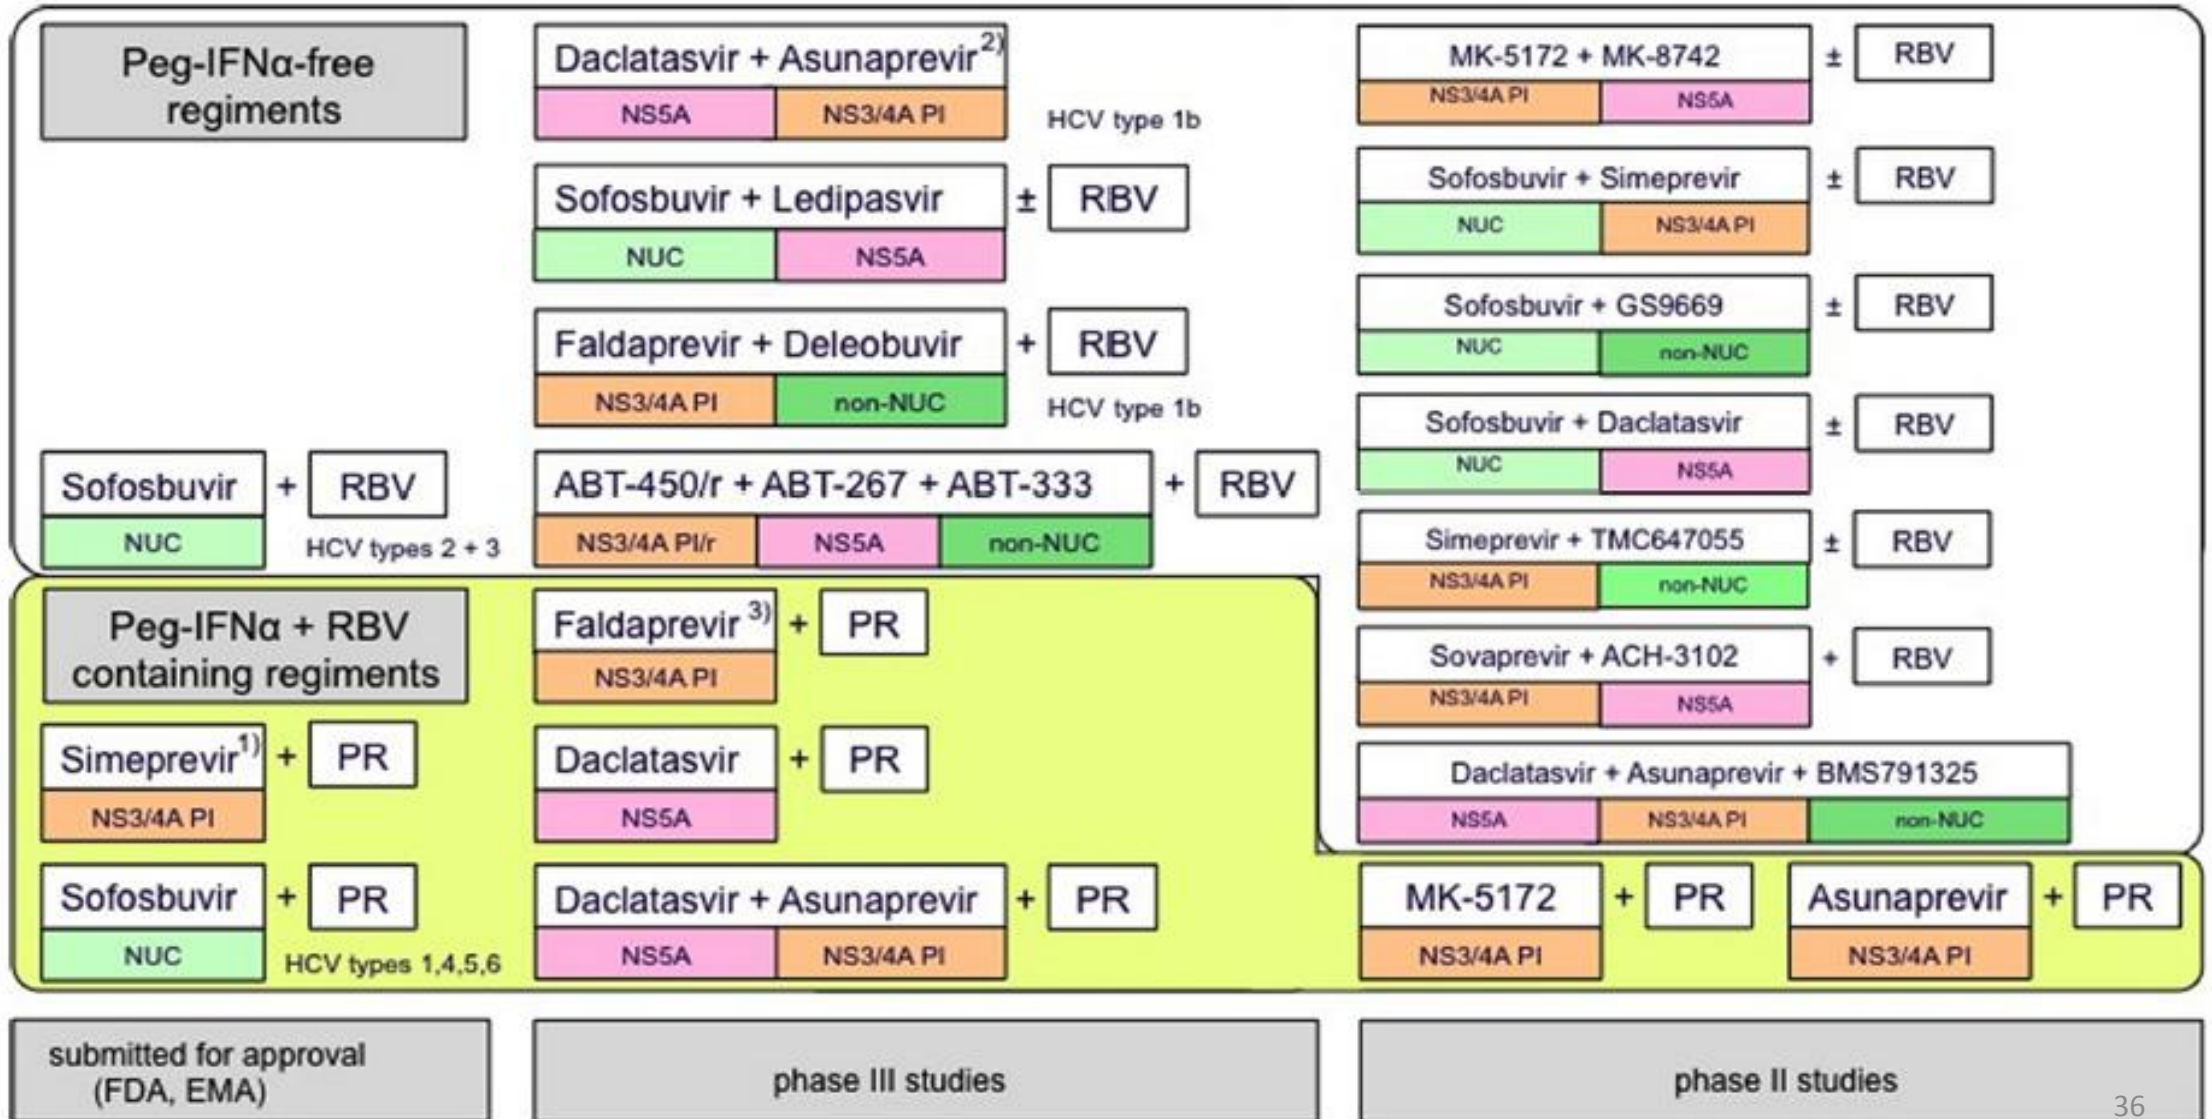 Peg-IFNα-free
regiments
Sofosbuvir + RBV
NUC
HCV types 2 + 3
Daclatasvir + Asunaprevir2)
NS5A NS3/4A PI
HCV type 1b
Sofosbuvir + Ledipasvir ± RBV
NUC NS5A
Faldaprevir + Deleobuvir + RBV
NS3/4A PI non-NUC
HCV type 1b
ABT-450/r + ABT-267 + ABT-333 + RBV
NS3/4A PI/r NS5A non-NUC
MK-5172 + MK-8742 ± RBV
NS3/4A PI NS5A
Sofosbuvir + Simeprevir ± RBV
NUC NS3/4A PI
Sofosbuvir + GS9669 ± RBV
NUC non-NUC
Sofosbuvir + Daclatasvir ± RBV
NUC NS5A
Simeprevir + TMC647055 ± RBV
NS3/4A PI non-NUC
Sovaprevir + ACH-3102 + RBV
NS3/4A PI NS5A
Daclatasvir + Asunaprevir + BMS791325
NS5A NS3/4A PI non-NUC
Peg-IFNα + RBV
containing regiments
Simeprevir1) + PR
NS3/4A PI
Sofosbuvir + PR
NUC
HCV types 1,4,5,6
Faldaprevir 3) + PR
NS3/4A PI
Daclatasvir + PR
NS5A
Daclatasvir + Asunaprevir + PR
NS5A NS3/4A PI
MK-5172 + PR
NS3/4A PI
Asunaprevir + PR
NS3/4A PI
submitted for approval
(FDA, EMA)
phase III studies
phase II studies
36